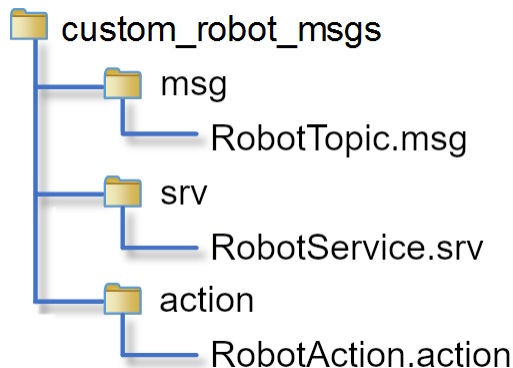 custom_robot_msgs
msg
RobotTopic.msg
srv
RobotService.srv
action
RobotAction.action